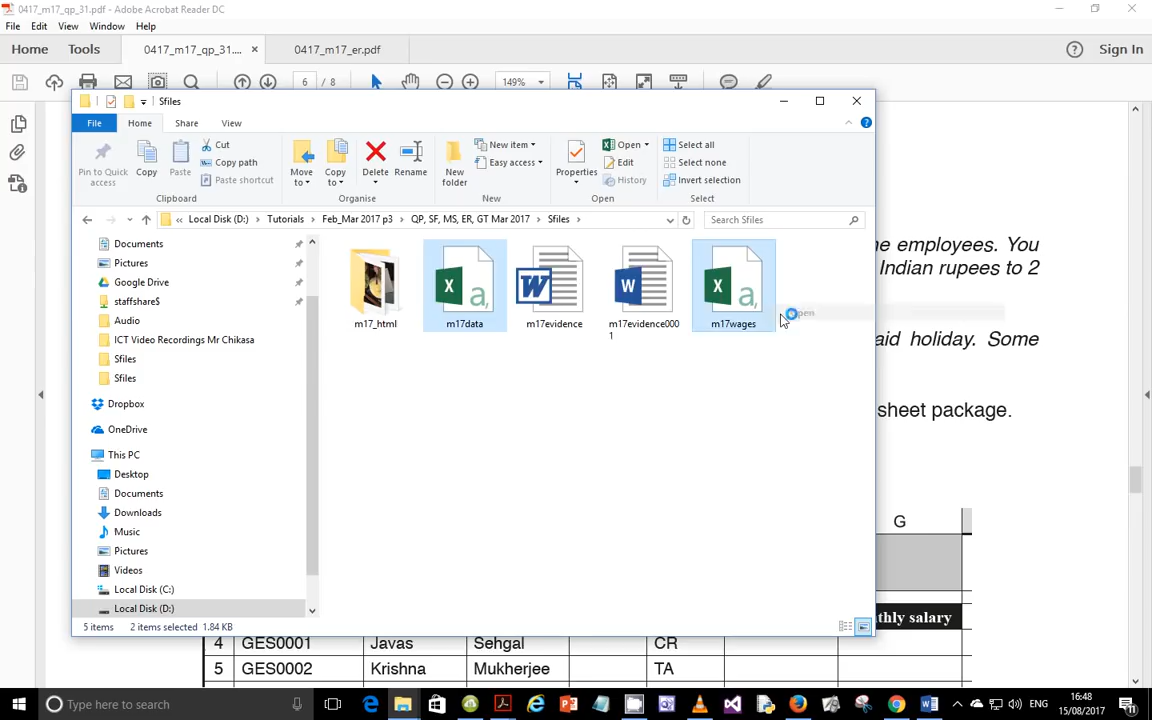 0417_m17_qp_31.pdf - Adobe Acrobat Reader DC
File Edit View Window Help
Home Tools 0417_m17_qp_31.... × 0417_m17_er.pdf ? Sign In
6 / 8 149%
Sfiles
File Home Share View
Pin to Quick access
Copy
Paste
Cut
Copy path
Paste shortcut
Clipboard
Move to
Copy to
Delete
Rename
Organise
New folder
New item
Easy access
New
Properties
Open
Edit
History
Open
Select all
Select none
Invert selection
Select
« Local Disk (D:) › Tutorials › Feb_Mar 2017 p3 › QP, SF, MS, ER, GT Mar 2017 › Sfiles ›
Search Sfiles
Documents
Pictures
Google Drive
staffshare$
Audio
ICT Video Recordings Mr Chikasa
Sfiles
Sfiles
Dropbox
OneDrive
This PC
Desktop
Documents
Downloads
Music
Pictures
Videos
Local Disk (C:)
Local Disk (D:)
m17_html
m17data
m17evidence
m17evidence000
1
m17wages
5 items 2 items selected 1.84 KB
ne employees. You
Indian rupees to 2
aid holiday. Some
sheet package.
G
thly salary
4 GES0001 Javas Sehgal CR
5 GES0002 Krishna Mukherjee TA
Type here to search
ENG
16:48
15/08/2017